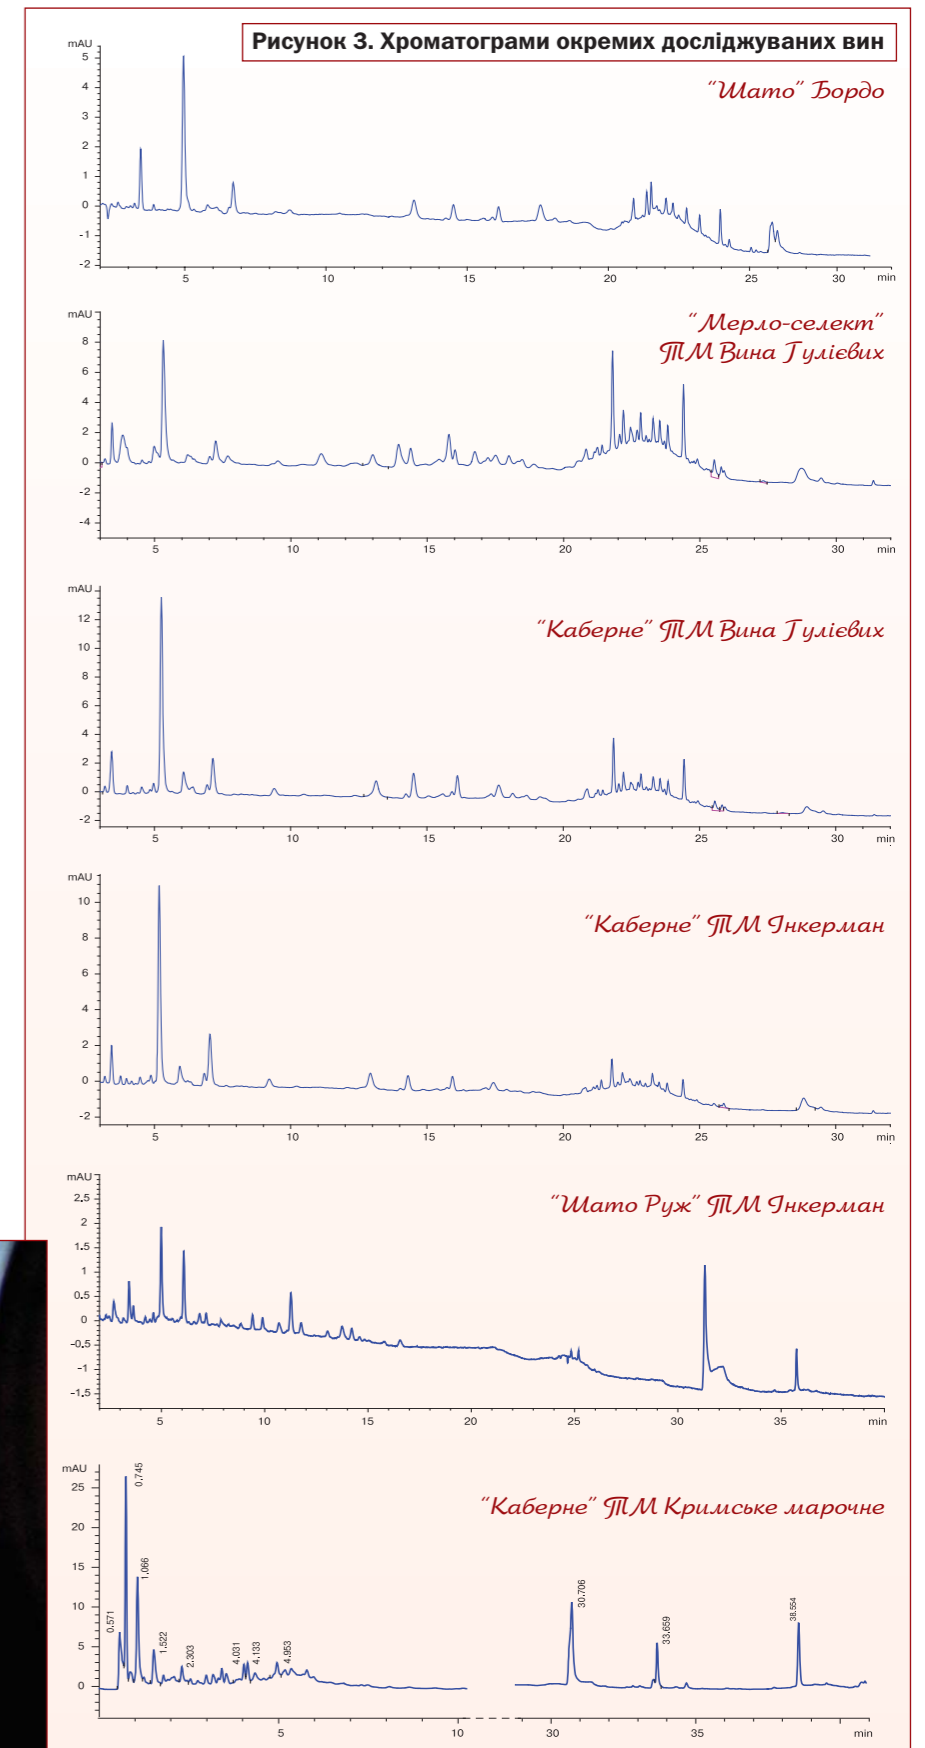 Рисунок 3. Хроматограми окремих досліджуваних вин
mAU
“Шато” Бордо
5
4
3
2
1
0
-1
-2
5 10 15 20 25 30 min
mAU
“Мерло-селект”
ТМ Вина Гулієвих
8
6
4
2
0
-2
-4
5 10 15 20 25 30 min
mAU
“Каберне” ТМ Вина Гулієвих
12
10
8
6
4
2
0
-2
5 10 15 20 25 30 min
mAU
“Каберне” ТМ Інкерман
10
8
6
4
2
0
-2
5 10 15 20 25 30 min
mAU
“Шато Руж” ТМ Інкерман
2.5
2
1.5
1
0.5
0
-0.5
-1
-1.5
5 10 15 20 25 30 35 min
mAU
“Каберне” ТМ Кримське марочне
25
20
15
10
5
0
0.571
0.745
1.066
1.522
2.303
4.031
4.133
4.953
30.706
33.659
38.554
5 10 30 35 min